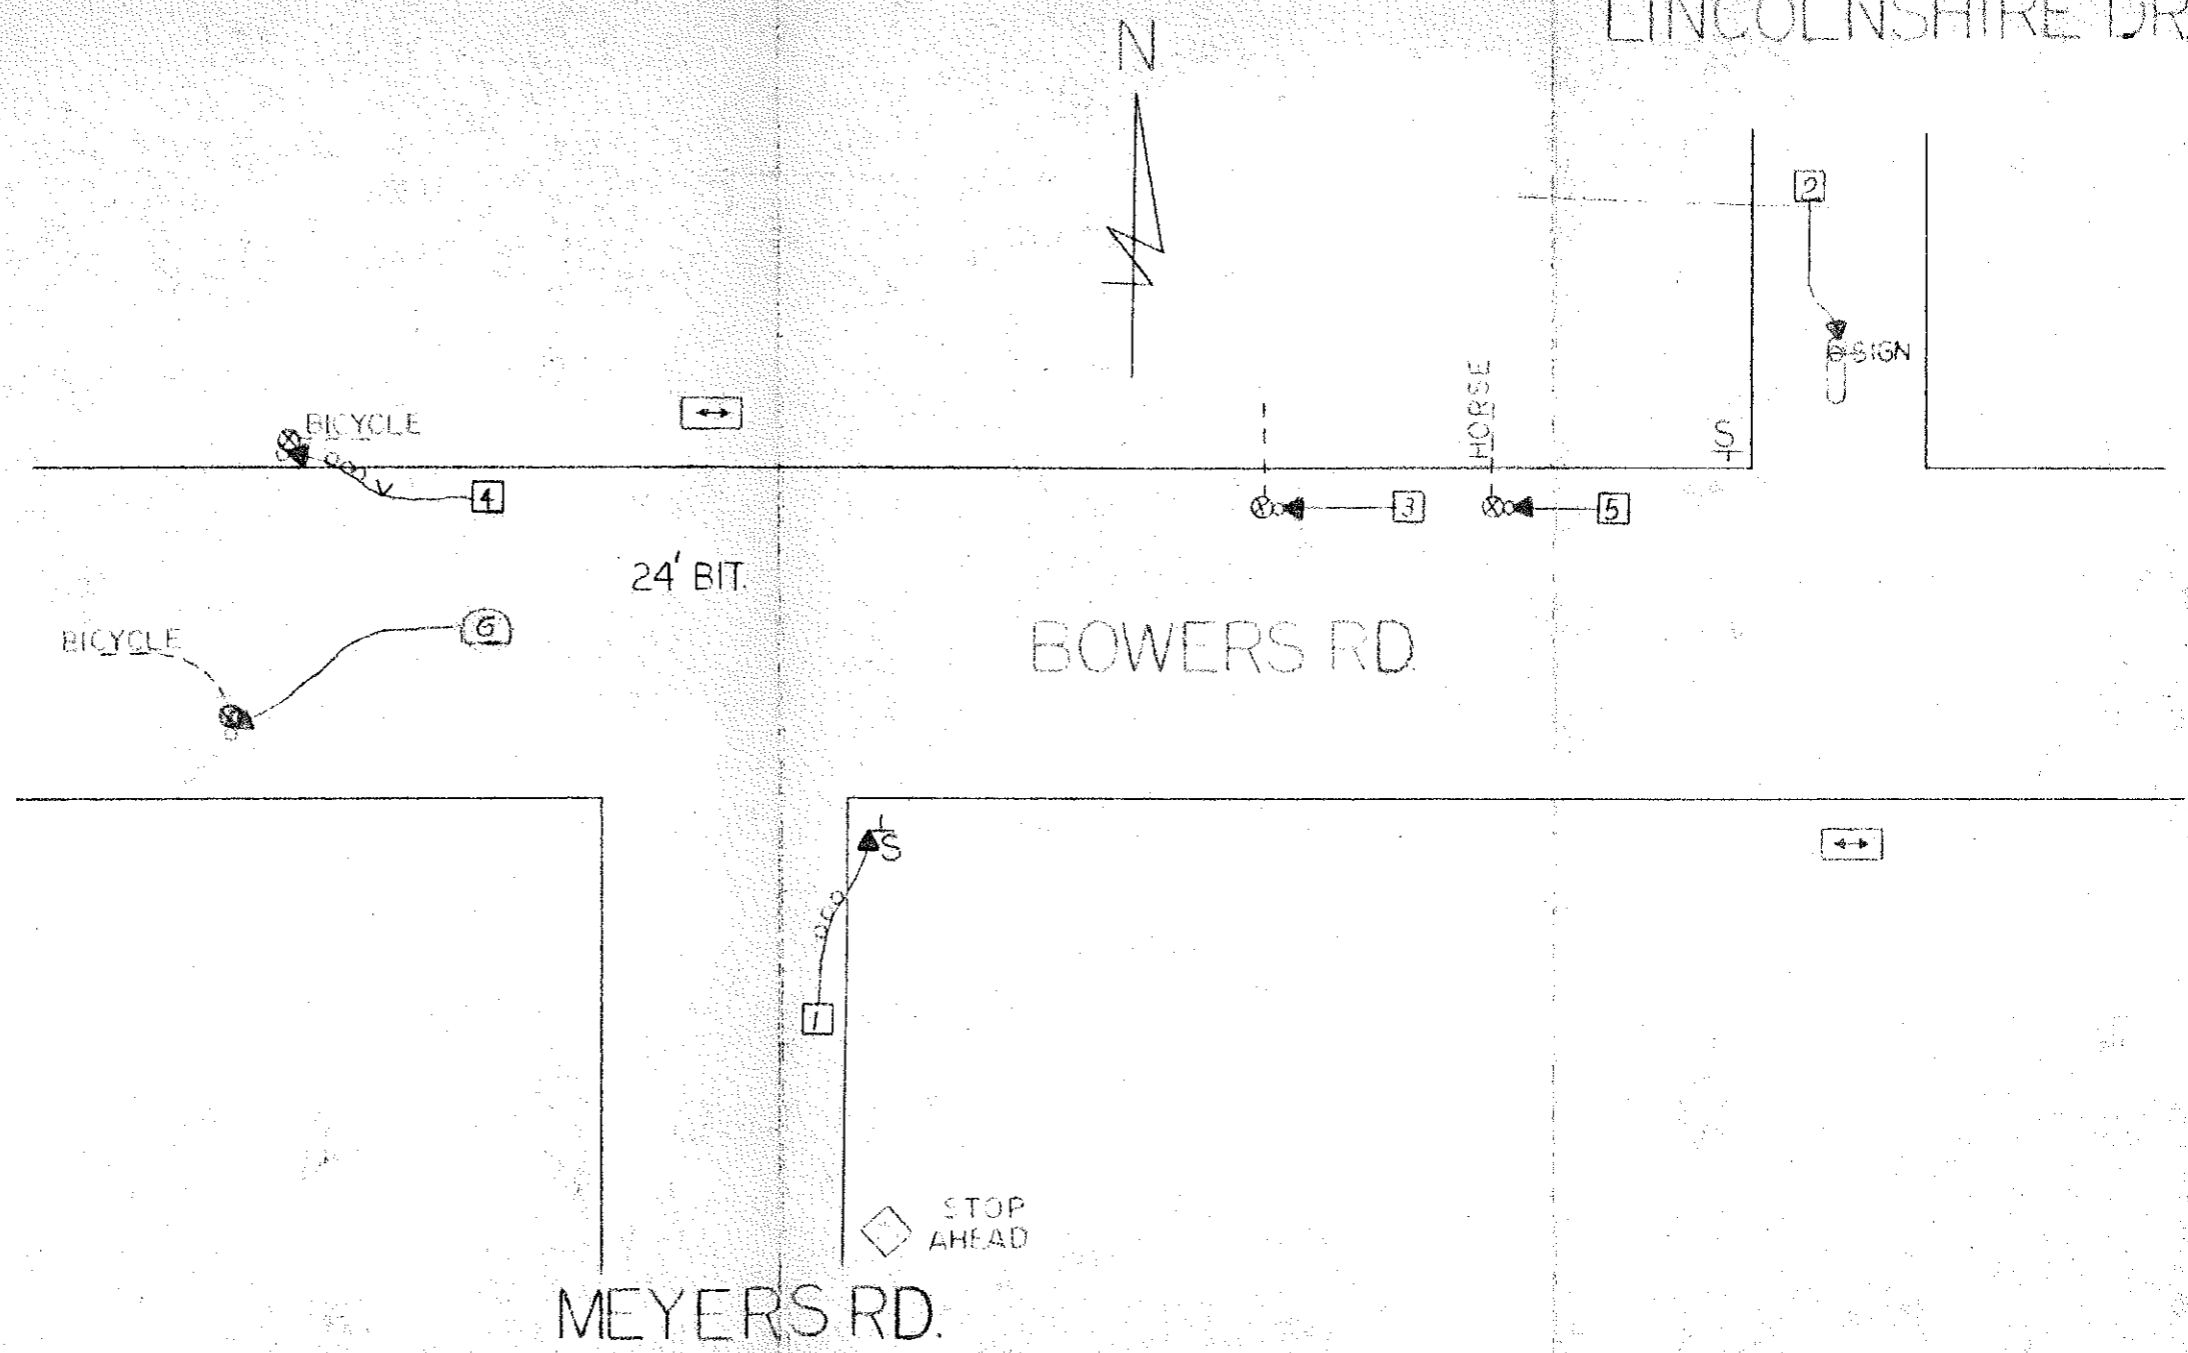 LINCOLNSHIRE DR.
N
2
SIGN
HORSE
BICYCLE
S
4
3
5
24' BIT.
BICYCLE
6
BOWERS RD.
S
1
STOP
AHEAD
MEYERS RD.